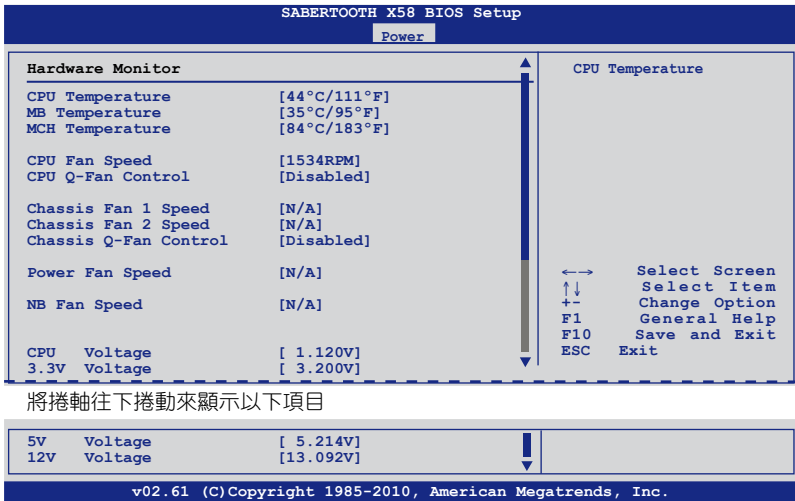 SABERTOOTH X58 BIOS Setup
Power
Hardware Monitor
CPU Temperature [44°C/111°F]
MB Temperature [35°C/95°F]
MCH Temperature [84°C/183°F]
CPU Fan Speed [1534RPM]
CPU Q-Fan Control [Disabled]
Chassis Fan 1 Speed [N/A]
Chassis Fan 2 Speed [N/A]
Chassis Q-Fan Control [Disabled]
Power Fan Speed [N/A]
NB Fan Speed [N/A]
CPU Voltage [ 1.120V]
3.3V Voltage [ 3.200V]
CPU Temperature
←→ Select Screen
↑↓ Select Item
+- Change Option
F1 General Help
F10 Save and Exit
ESC Exit
將捲軸往下捲動來顯示以下項目
5V Voltage [ 5.214V]
12V Voltage [13.092V]
v02.61 (C)Copyright 1985-2010, American Megatrends, Inc.